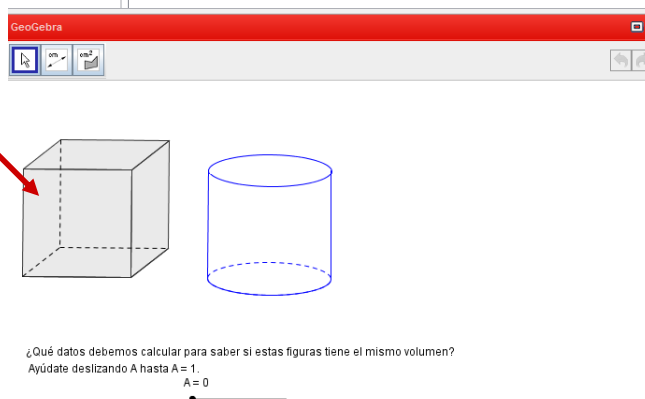 GeoGebra
cm
cm²
¿Qué datos debemos calcular para saber si estas figuras tiene el mismo volumen?
Ayúdate deslizando A hasta A = 1.
A = 0